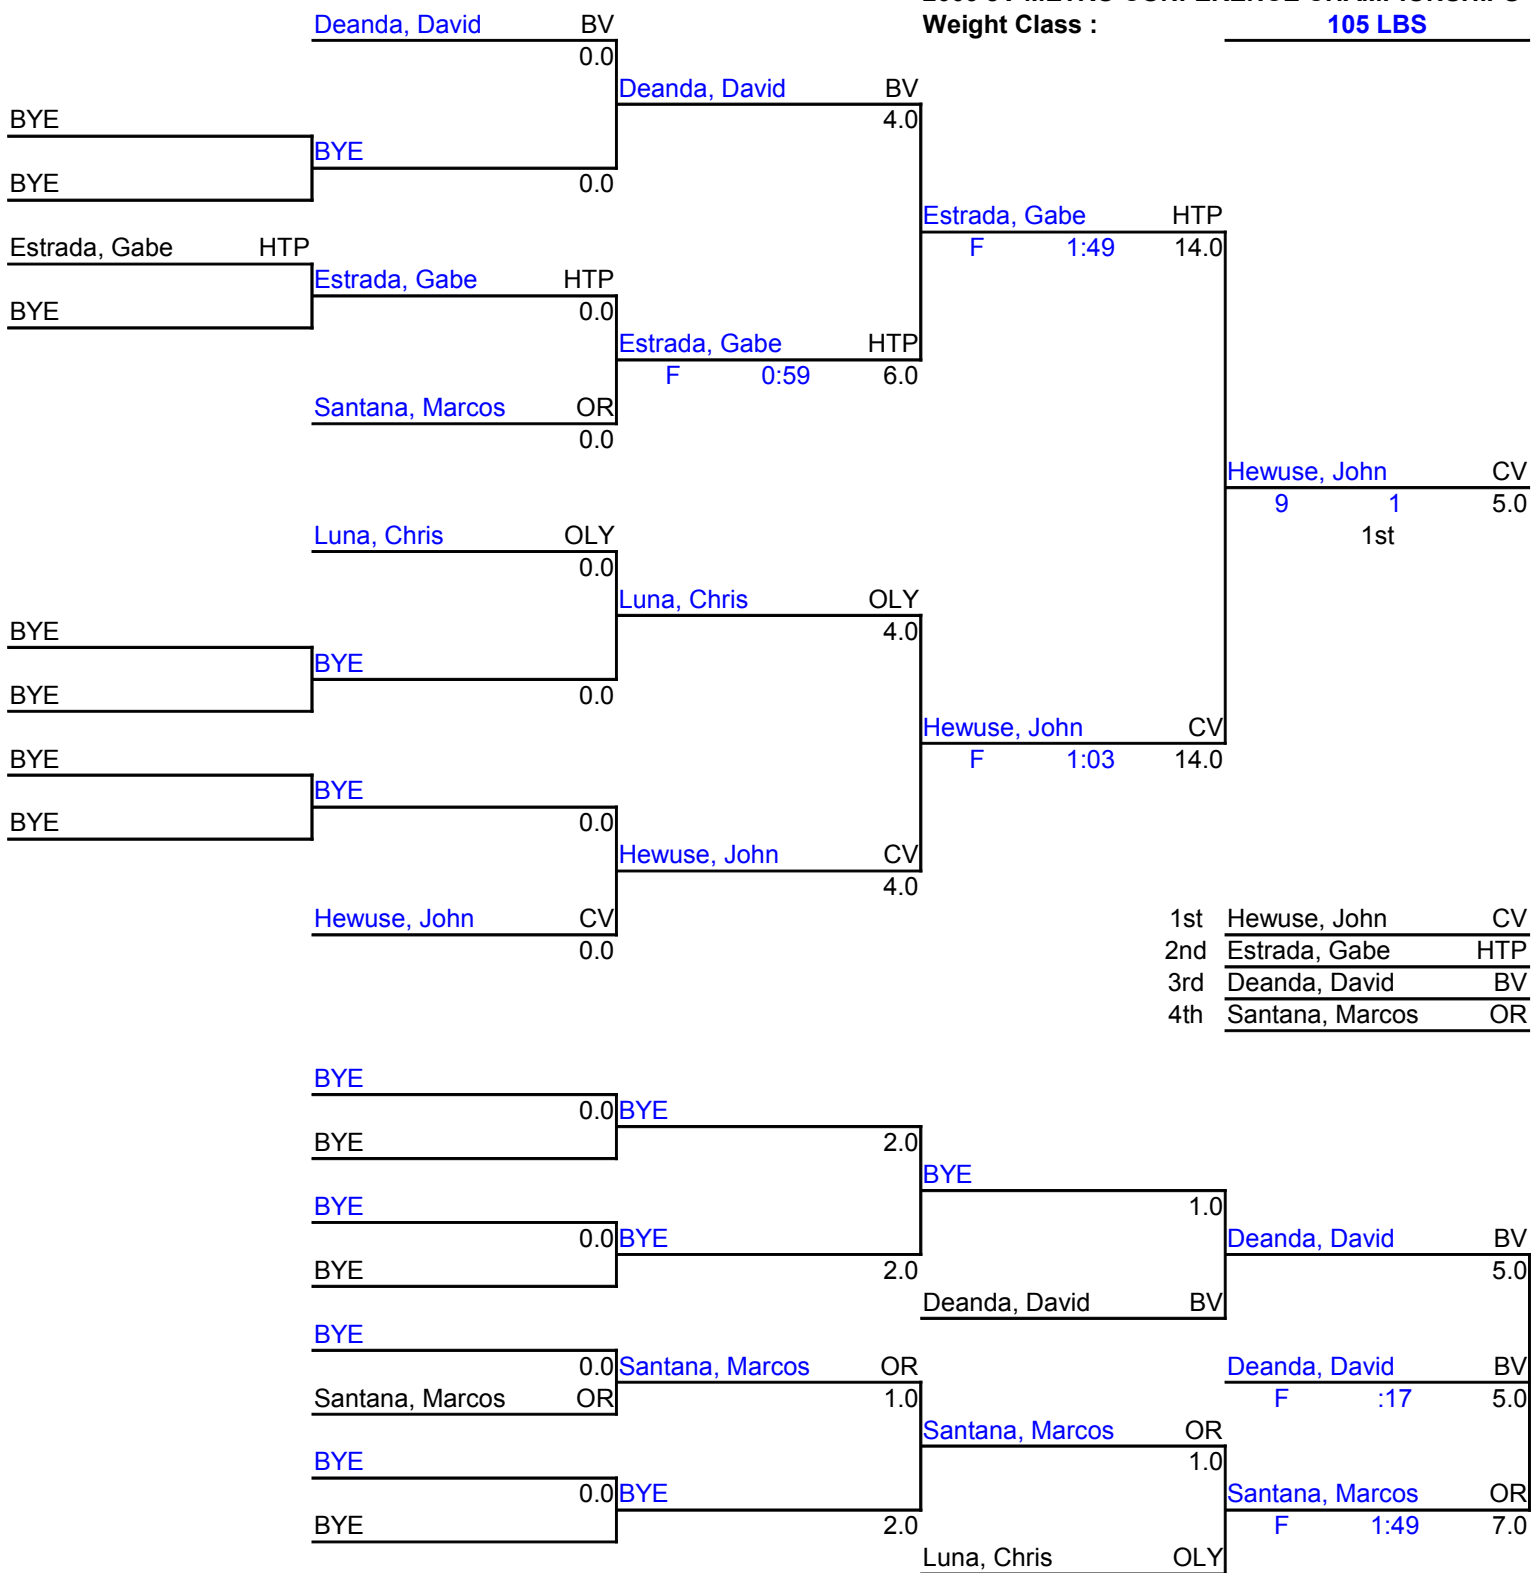 Deanda, David BV
Weight Class : 105 LBS
0.0
Deanda, David BV
BYE
4.0
BYE
BYE
0.0
Estrada, Gabe HTP
Estrada, Gabe HTP
F 1:49 14.0
Estrada, Gabe HTP
BYE
0.0
Estrada, Gabe HTP
F 0:59 6.0
Santana, Marcos OR
0.0
Hewuse, John CV
9 1 5.0
Luna, Chris OLY
1st
0.0
Luna, Chris OLY
BYE
4.0
BYE
BYE
0.0
Hewuse, John CV
BYE
F 1:03 14.0
BYE
BYE
0.0
Hewuse, John CV
4.0
Hewuse, John CV
1st Hewuse, John CV
0.0
2nd Estrada, Gabe HTP
3rd Deanda, David BV
4th Santana, Marcos OR
BYE
0.0 BYE
BYE
2.0
BYE
BYE
1.0
0.0 BYE
Deanda, David BV
BYE
2.0
5.0
Deanda, David BV
BYE
0.0 Santana, Marcos OR
Deanda, David BV
Santana, Marcos OR
1.0
F :17 5.0
Santana, Marcos OR
BYE
1.0
0.0 BYE
Santana, Marcos OR
BYE
2.0
F 1:49 7.0
Luna, Chris OLY